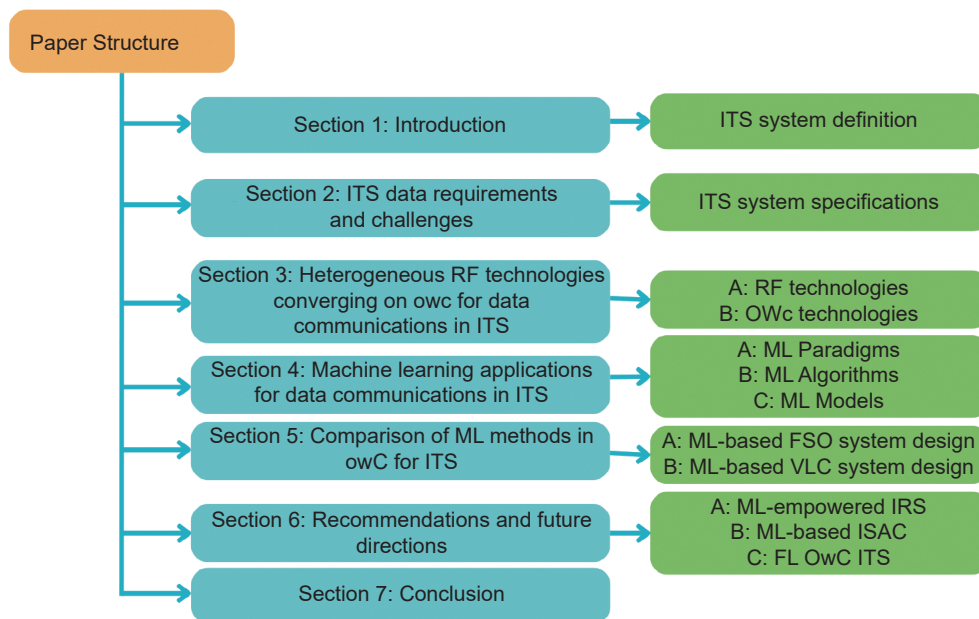 Paper Structure
Section 1: Introduction
ITS system definition
Section 2: ITS data requirements
and challenges
ITS system specifications
Section 3: Heterogeneous RF technologies
converging on owc for data
communications in ITS
A: RF technologies
B: OWc technologies
Section 4: Machine learning applications
for data communications in ITS
A: ML Paradigms
B: ML Algorithms
C: ML Models
Section 5: Comparison of ML methods in
owC for ITS
A: ML-based FSO system design
B: ML-based VLC system design
Section 6: Recommendations and future
directions
A: ML-empowered IRS
B: ML-based ISAC
C: FL OwC ITS
Section 7: Conclusion